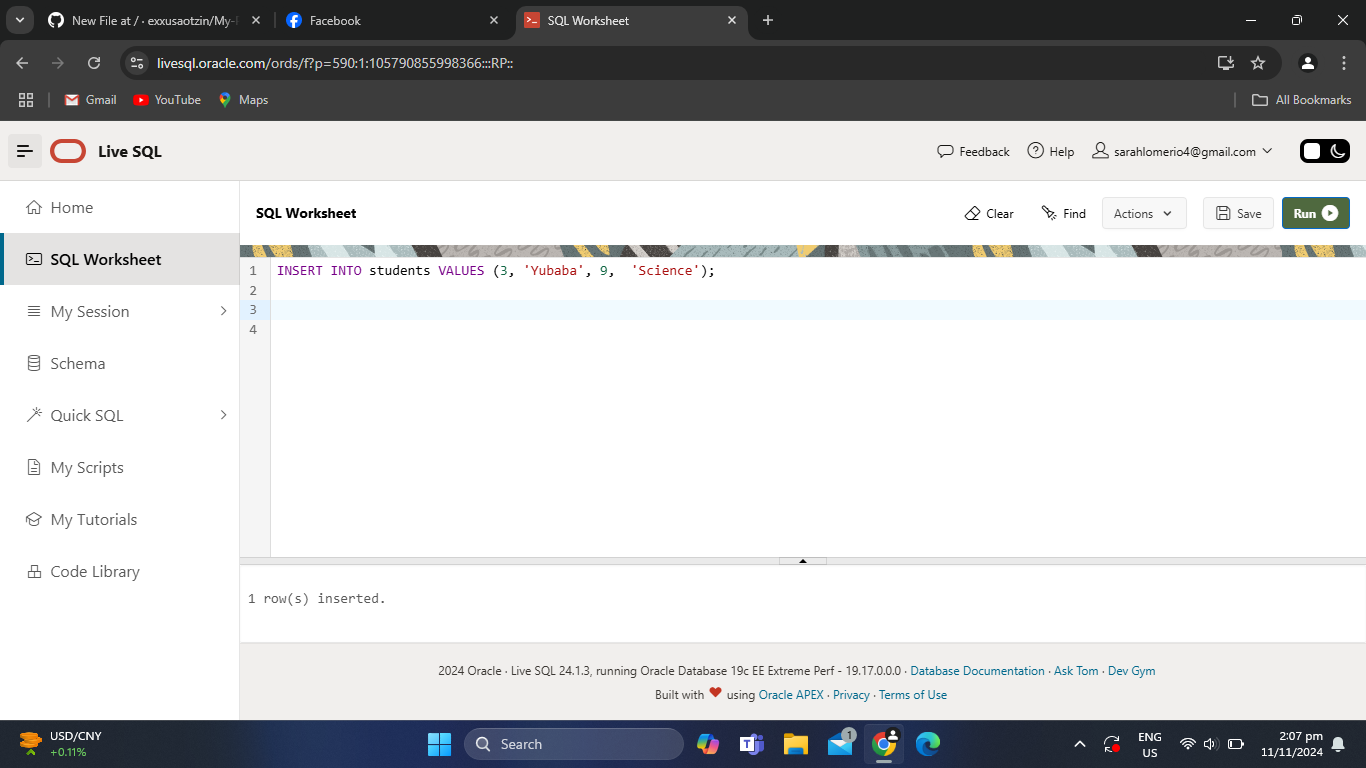 New File at / · exxusaotzin/My-
Facebook
SQL Worksheet
livesql.oracle.com/ords/f?p=590:1:105790855998366:::RP::
Gmail
YouTube
Maps
All Bookmarks
Live SQL
Feedback
Help
sarahlomerio4@gmail.com
Home
SQL Worksheet
My Session
Schema
Quick SQL
My Scripts
My Tutorials
Code Library
SQL Worksheet
Clear
Find
Actions
Save
Run
1 INSERT INTO students VALUES (3, 'Yubaba', 9,  'Science');
2
3
4
1 row(s) inserted.
2024 Oracle · Live SQL 24.1.3, running Oracle Database 19c EE Extreme Perf - 19.17.0.0.0 · Database Documentation · Ask Tom · Dev Gym
Built with ♥ using Oracle APEX · Privacy · Terms of Use
USD/CNY
+0.11%
Search
1
ENG
US
2:07 pm
11/11/2024